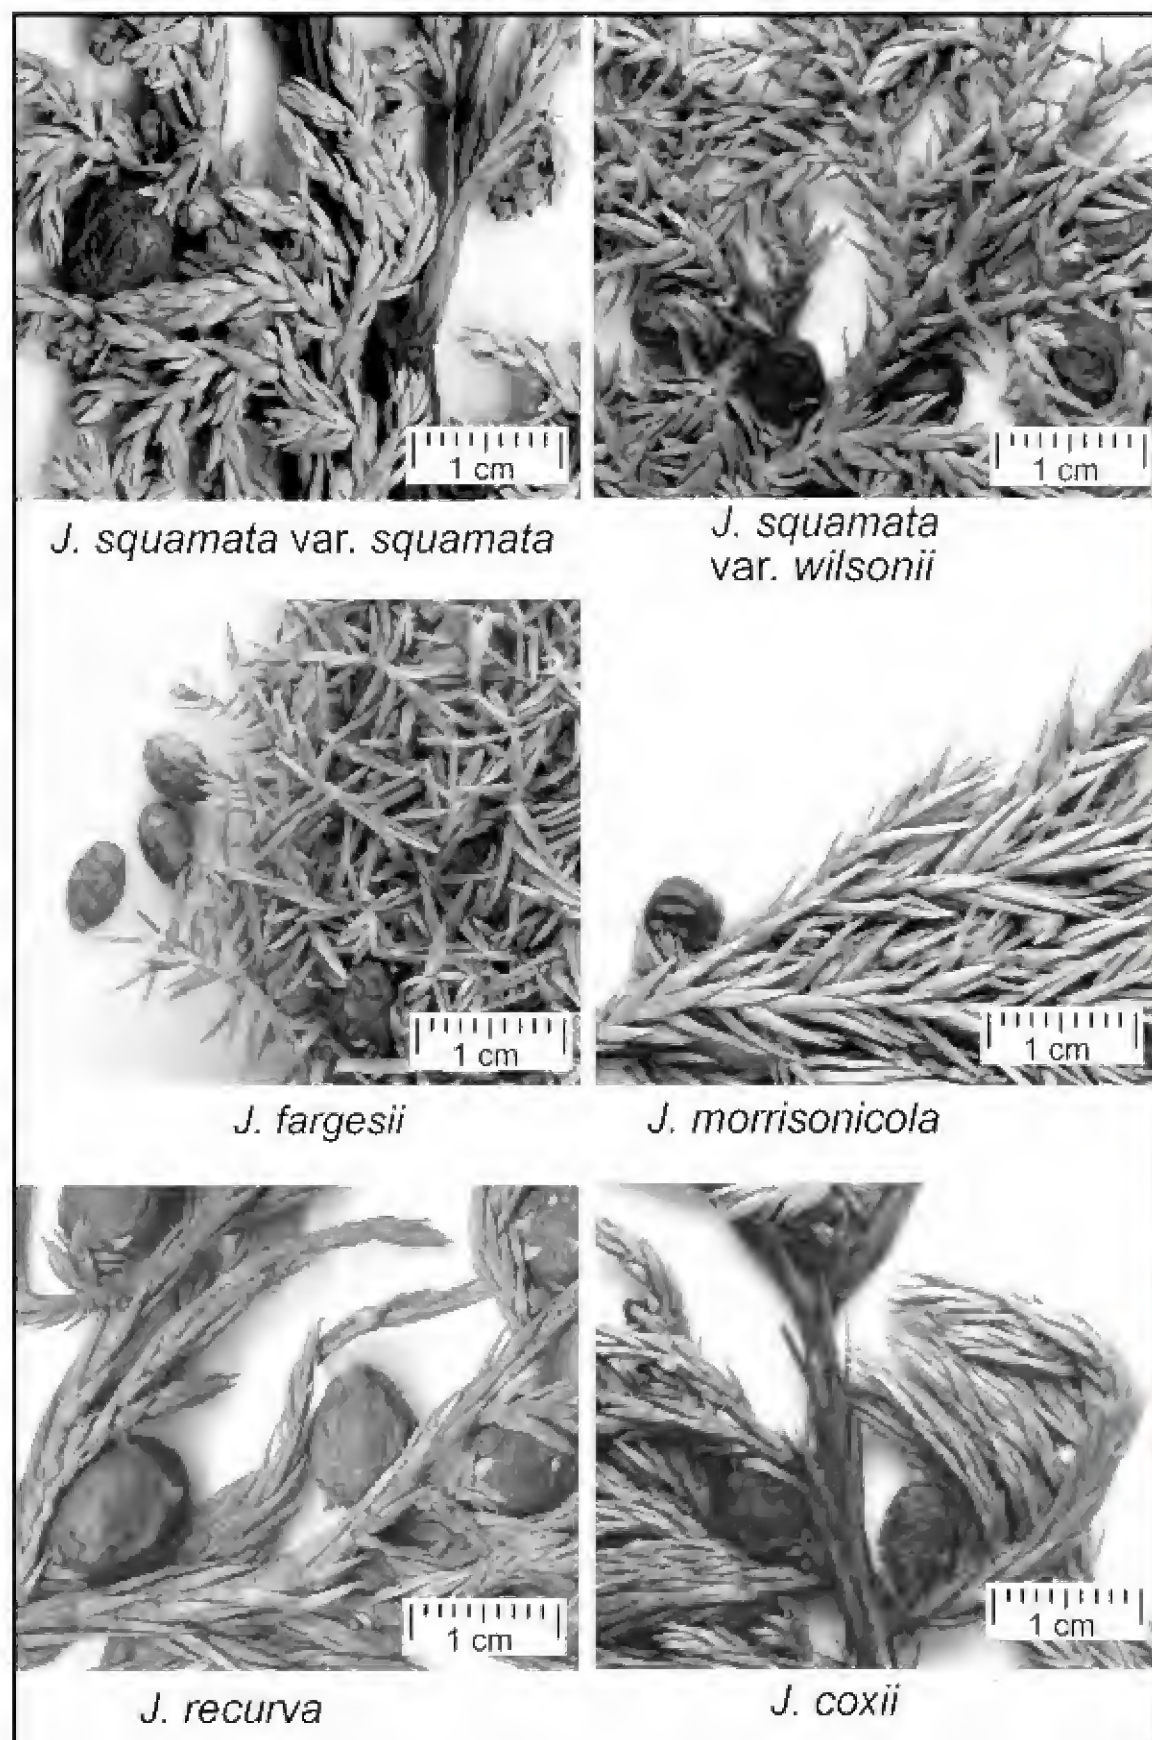 1 cm
1 cm
J. squamata var. squamata
J. squamata
var. wilsonii
1 cm
1 cm
J. fargesii
J. morrisonicola
1 cm
1 cm
J. recurva
J. coxii